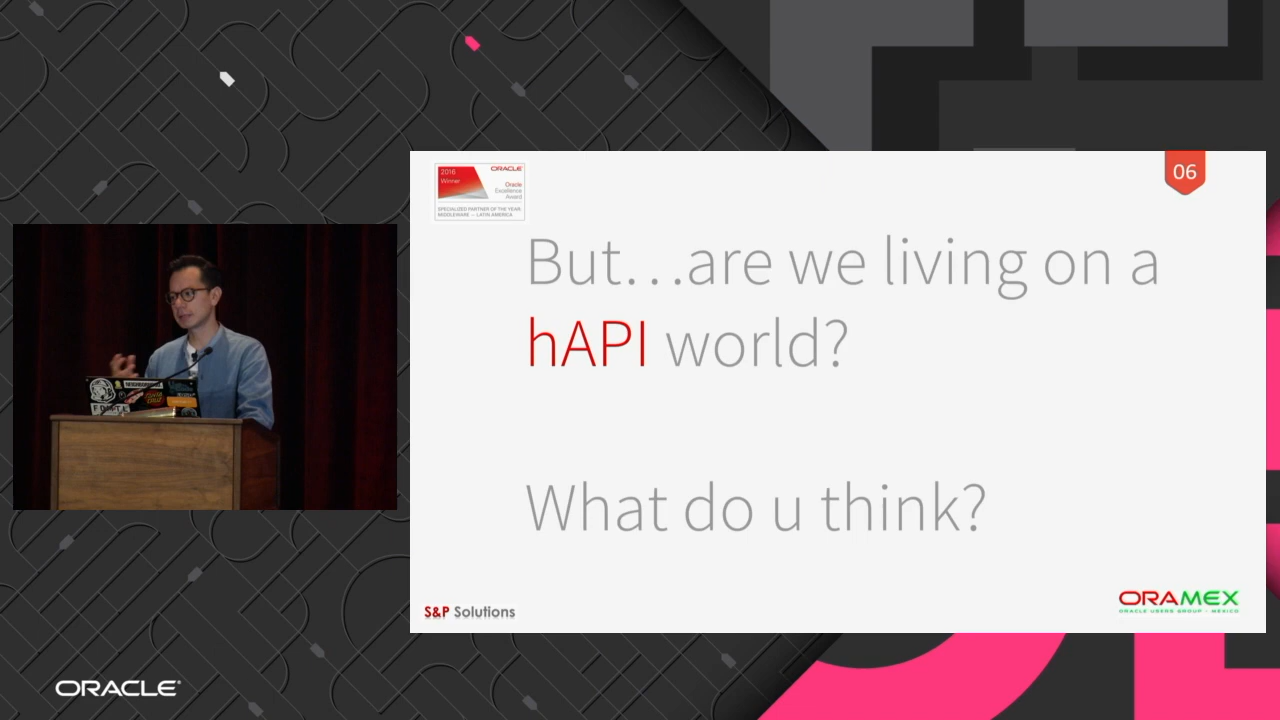 2016
Winner
ORACLE
Oracle
Excellence
Award
SPECIALIZED PARTNER OF THE YEAR
MIDDLEWARE — LATIN AMERICA
06
But...are we living on a
hAPI world?
What do u think?
S&P Solutions
ORAMEX
ORACLE USERS GROUP - MEXICO
ORACLE